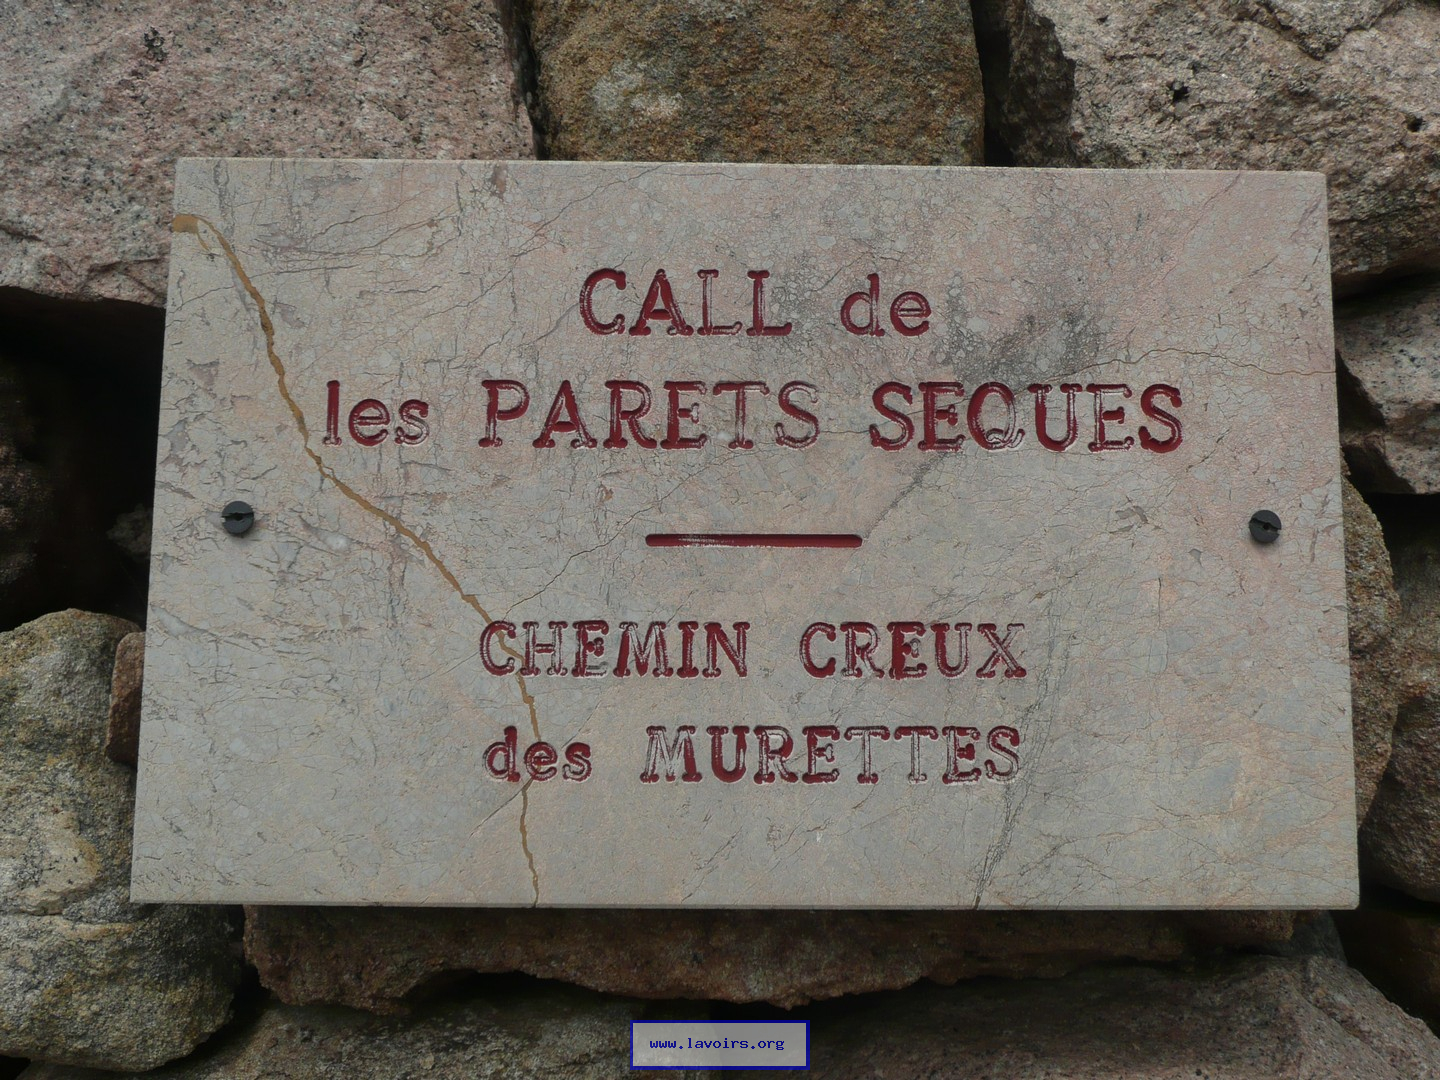 CALL de
les PARETS SEQUES
CHEMIN CREUX
des MURETTES
www.lavoirs.org